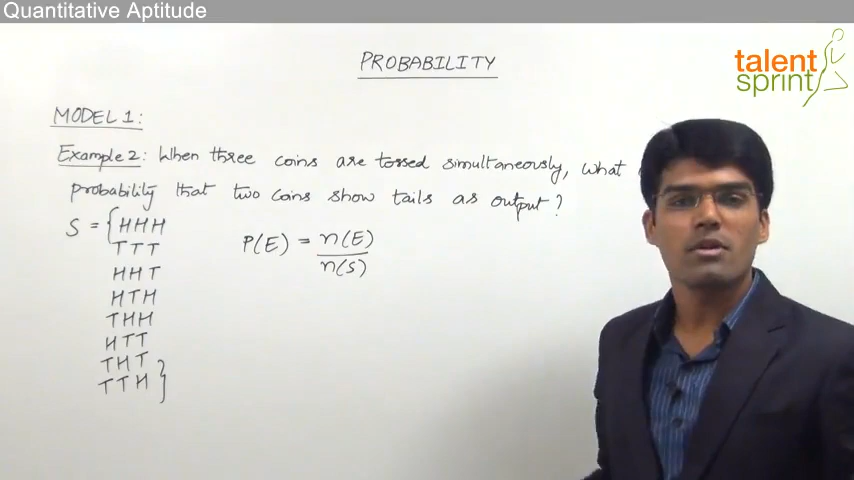 Quantitative Aptitude
talent
sprint
PROBABILITY
MODEL 1:
Example 2: When three coins are tossed simultaneously, what
probability that two coins show tails as output?
S = { HHH
TTT
HHT
HTH
THH
HTT
THT
TTH }
P(E) = n(E)
n(S)